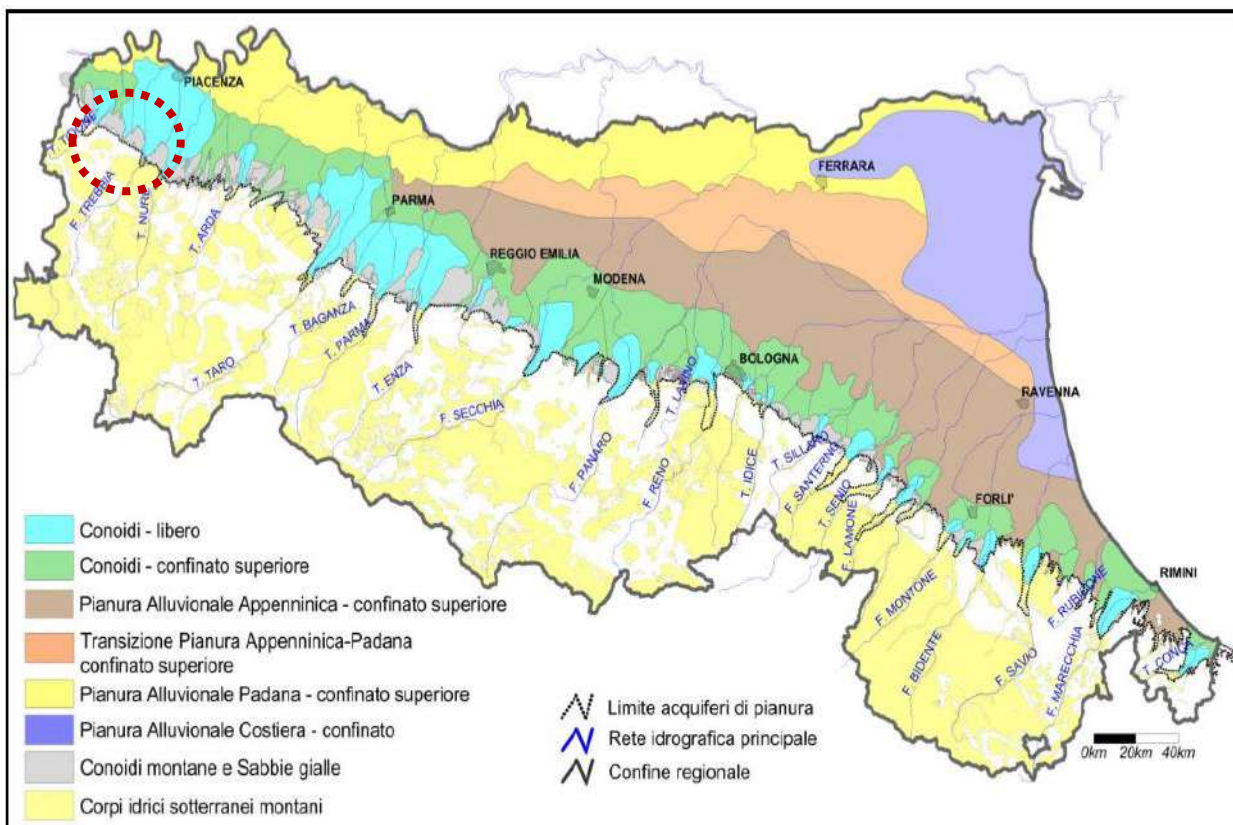 PIACENZA
F. TREBBIA
T. NURE
T. ARDA
FERRARA
PARMA
REGGIO EMILIA
MODENA
T. BAGANZA
T. PARMA
T. TARO
T. ENZA
F. SECCHIA
BOLOGNA
T. LAVINO
RAVENNA
F. PANARO
F. RENO
T. IDICE
T. SILLARO
F. SANTERNO
T. SENIO
F. LAMONE
FORLI'
F. MONTONE
F. BIDENTE
F. SAVIO
F. RUBICONE
F. MARECCHIA
RIMINI
T. CONCA
Conoidi - libero
Conoidi - confinato superiore
Pianura Alluvionale Appenninica - confinato superiore
Transizione Pianura Appenninica-Padana
confinato superiore
Pianura Alluvionale Padana - confinato superiore
Pianura Alluvionale Costiera - confinato
Conoidi montane e Sabbie gialle
Corpi idrici sotterranei montani
Limite acquiferi di pianura
Rete idrografica principale
Confine regionale
0km 20km 40km